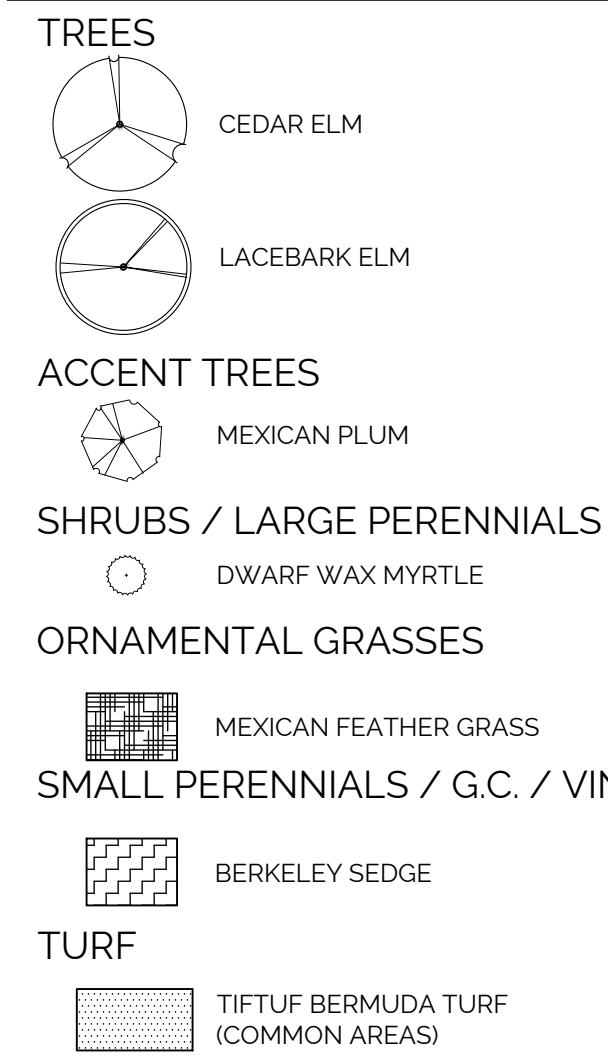 TREES
CEDAR ELM
LACEBARK ELM
ACCENT TREES
MEXICAN PLUM
SHRUBS / LARGE PERENNIALS
DWARF WAX MYRTLE
ORNAMENTAL GRASSES
MEXICAN FEATHER GRASS
SMALL PERENNIALS / G.C. /
BERKELEY SEDGE
TURF
TIFTUF BERMUDA TURF
(COMMON AREAS)